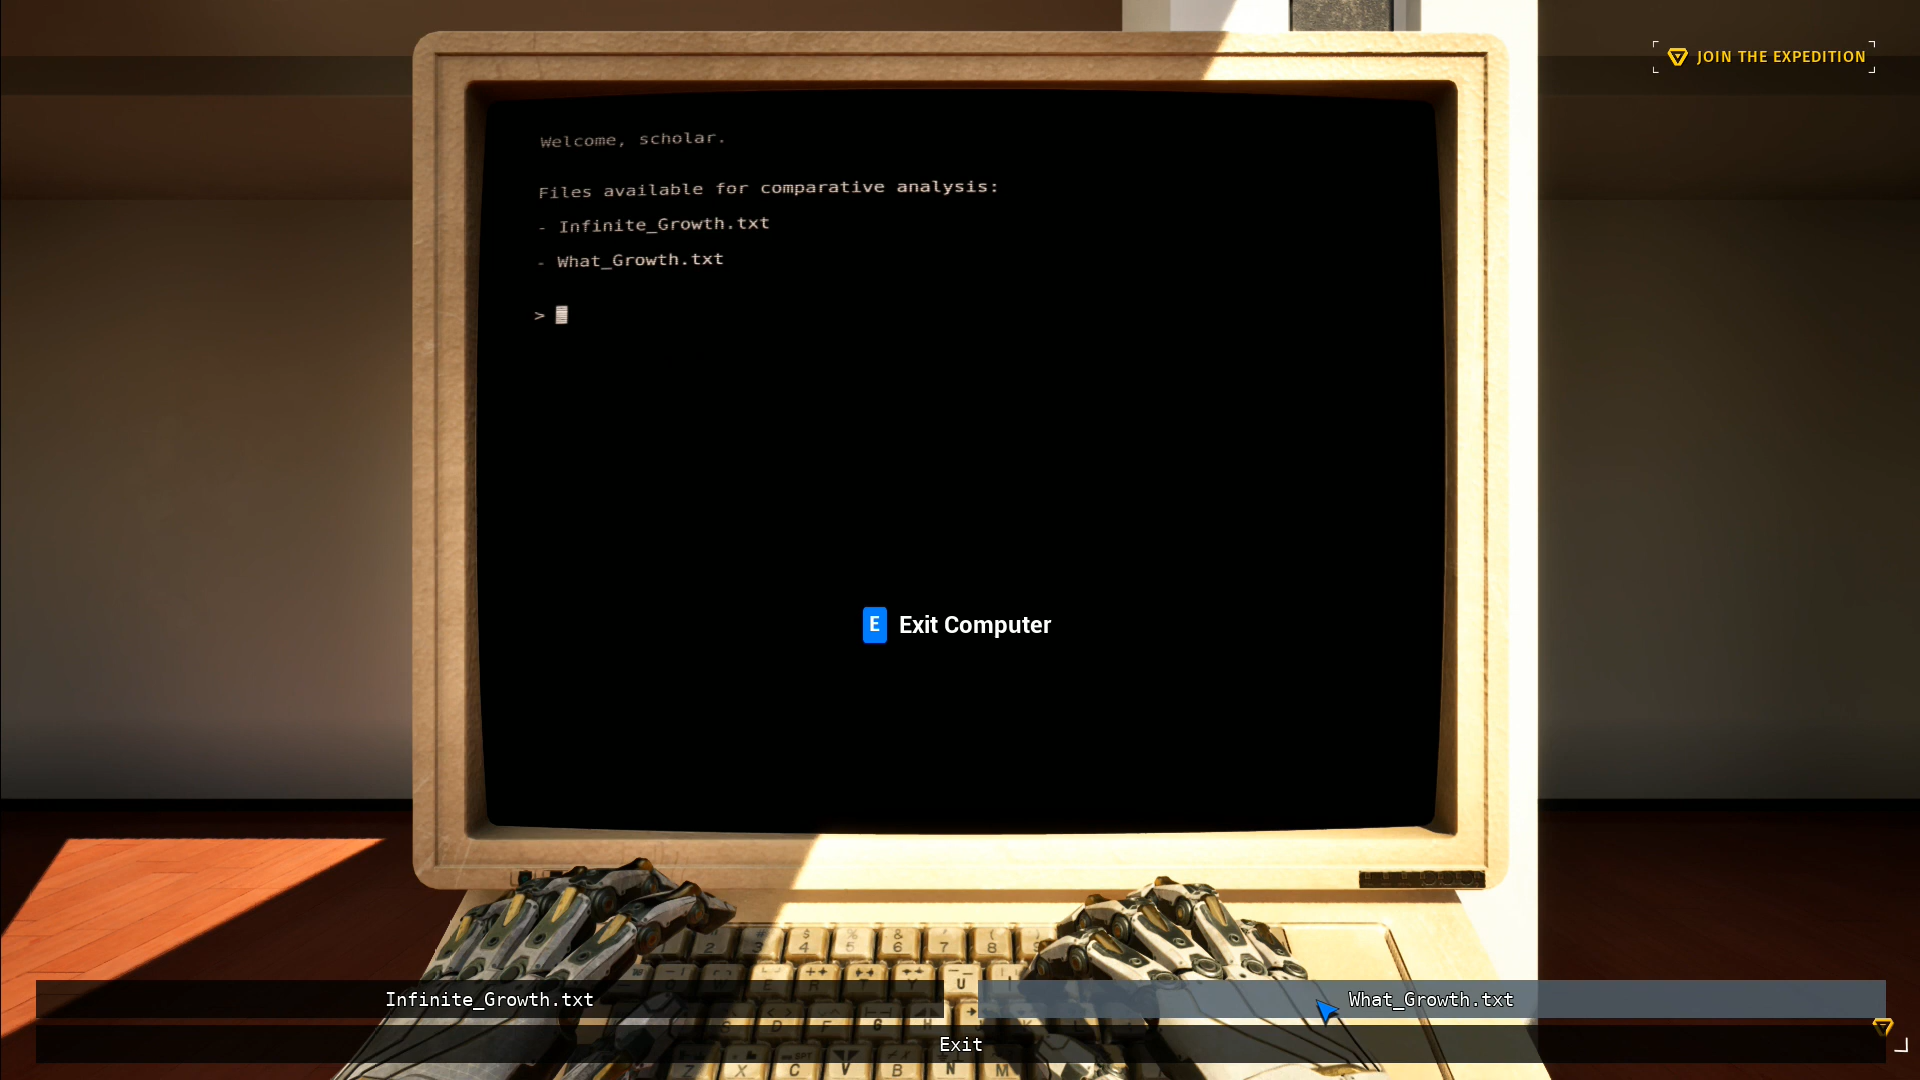 JOIN THE EXPEDITION
Welcome, scholar.
Files available for comparative analysis:
- Infinite_Growth.txt
- What_Growth.txt
>
E Exit Computer
Infinite_Growth.txt
What_Growth.txt
Exit